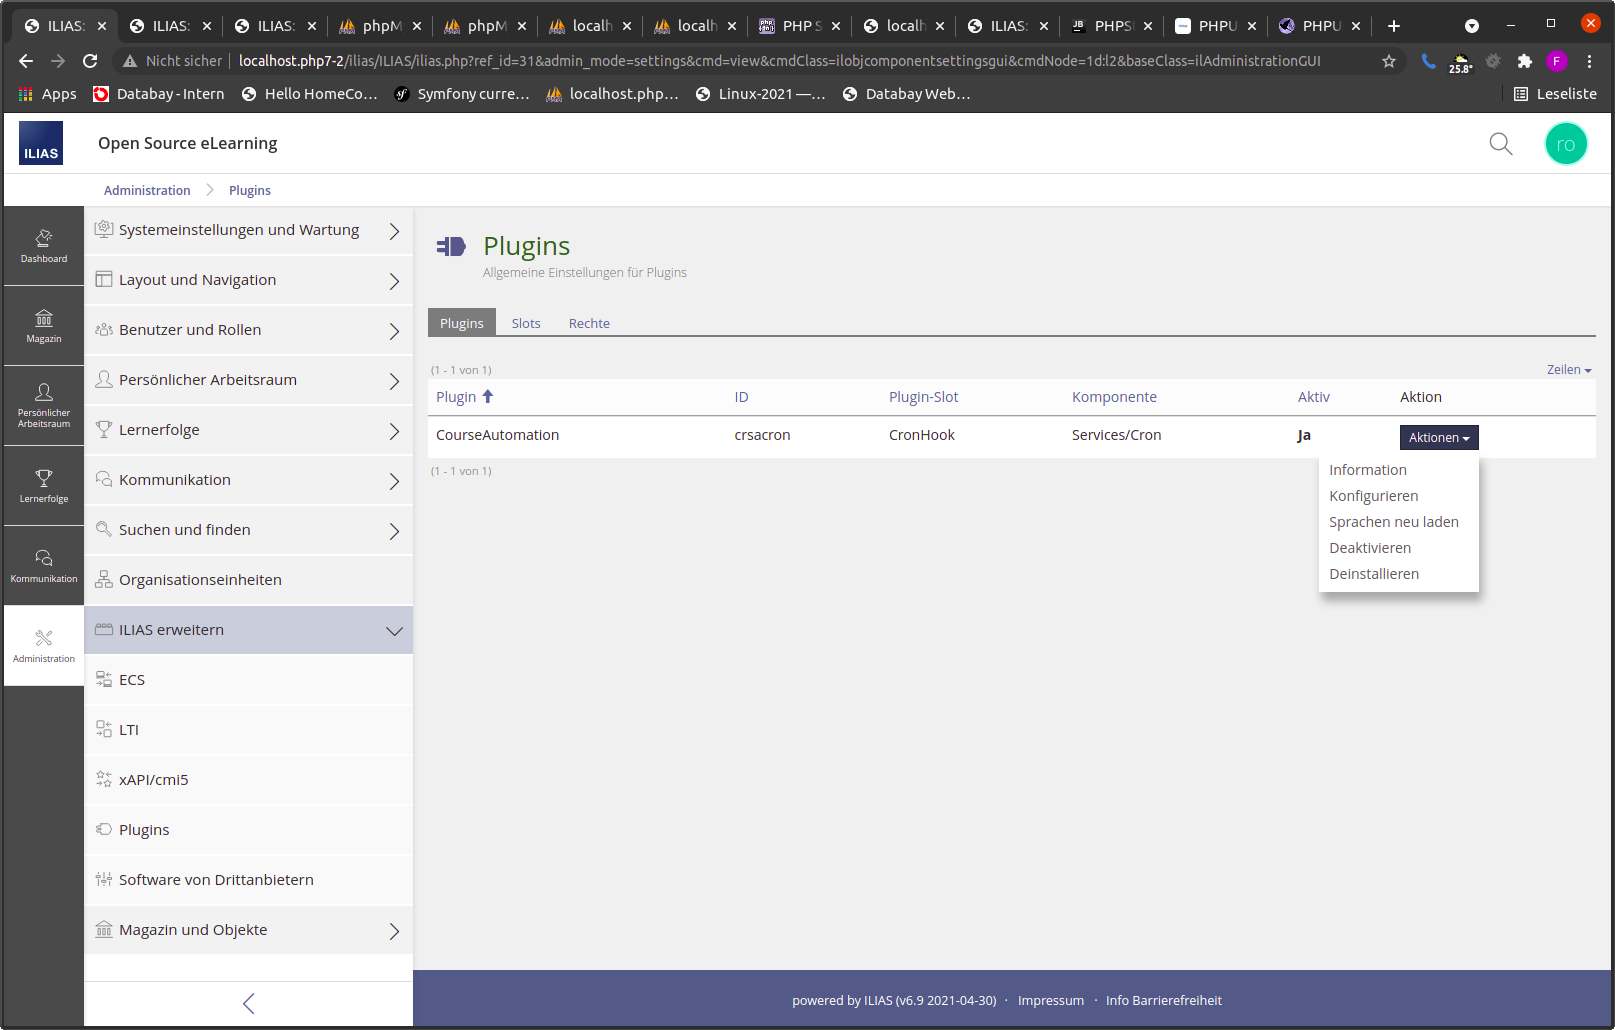 ILIAS: ILIAS: ILIAS: phpM phpM localh localh PHP S localh ILIAS: PHPS PHPU PHPU
Nicht sicher localhost.php7-2/ilias/ILIAS/ilias.php?ref_id=31&admin_mode=settings&cmd=view&cmdClass=ilobjcomponentsettingsgui&cmdNode=1d:l2&baseClass=ilAdministrationGUI 25.8° F
Apps Databay - Intern Hello HomeCo... Symfony curre... localhost.php... Linux-2021 —... Databay Web... Leseliste
ILIAS Open Source eLearning ro
Administration Plugins
Dashboard
Magazin
Persönlicher
Arbeitsraum
Lernerfolge
Kommunikation
Administration
Systemeinstellungen und Wartung
Layout und Navigation
Benutzer und Rollen
Persönlicher Arbeitsraum
Lernerfolge
Kommunikation
Suchen und finden
Organisationseinheiten
ILIAS erweitern
ECS
LTI
xAPI/cmi5
Plugins
Software von Drittanbietern
Magazin und Objekte
Plugins
Allgemeine Einstellungen für Plugins
Plugins Slots Rechte
(1 - 1 von 1) Zeilen
Plugin ID Plugin-Slot Komponente Aktiv Aktion
CourseAutomation crsacron CronHook Services/Cron Ja Aktionen
(1 - 1 von 1)
Information
Konfigurieren
Sprachen neu laden
Deaktivieren
Deinstallieren
powered by ILIAS (v6.9 2021-04-30) · Impressum · Info Barrierefreiheit